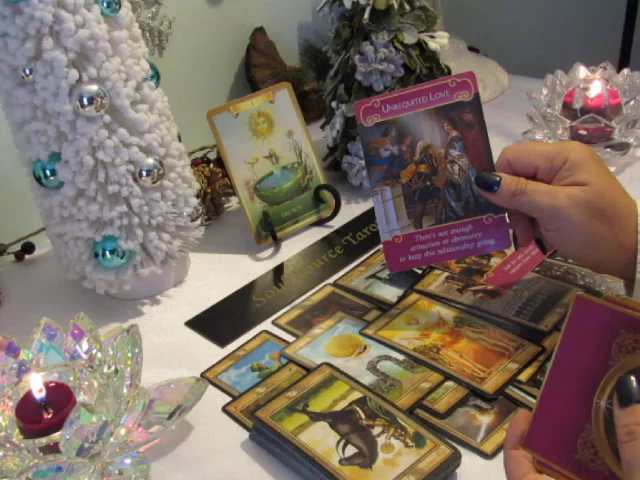 UNREQUITED LOVE
There's not enough
attraction or chemistry
to keep this relationship going.
Soul Source Tarot